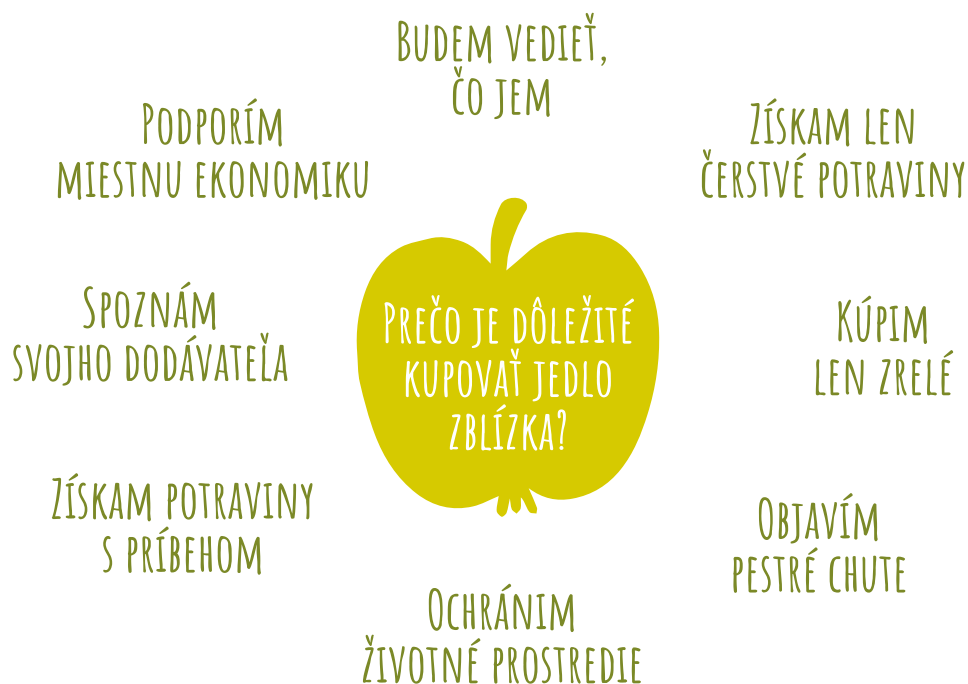 Budem vedieť,
čo jem
Podporím
miestnu ekonomiku
Získam len
čerstvé potraviny
Spoznám
svojho dodávateľa
Prečo je dôležité
kupovať jedlo
zblízka?
Kúpim
len zrelé
Získam potraviny
s príbehom
Objavím
pestré chute
Ochránim
životné prostredie